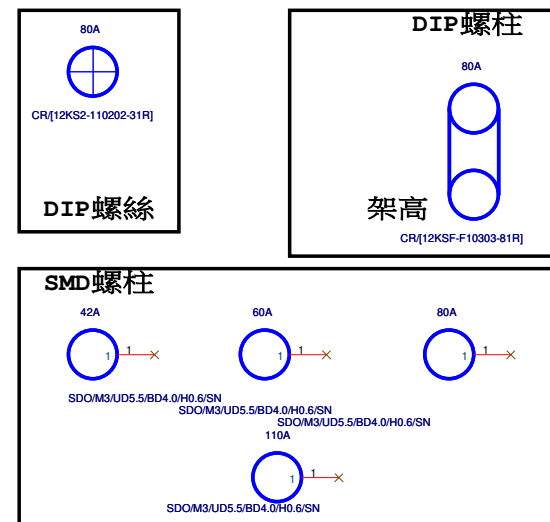 80A
CR/[12KS2-110202-31R]
DIP螺絲
DIP螺柱
80A
架高
CR/[12KSF-F10303-81R]
SMD螺柱
42A
60A
80A
1 1
1 1
1 1
SDO/M3/UD5.5/BD4.0/H0.6/SN
SDO/M3/UD5.5/BD4.0/H0.6/SN
SDO/M3/UD5.5/BD4.0/H0.6/SN
110A
1 1
SDO/M3/UD5.5/BD4.0/H0.6/SN